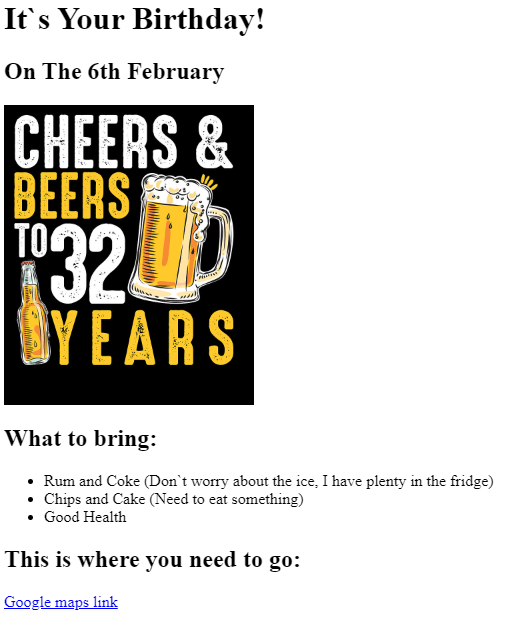 It`s Your Birthday!
On The 6th February
CHEERS &
BEERS
TO 32
YEARS
What to bring:
Rum and Coke (Don`t worry about the ice, I have plenty in the fridge)
Chips and Cake (Need to eat something)
Good Health
This is where you need to go:
Google maps link